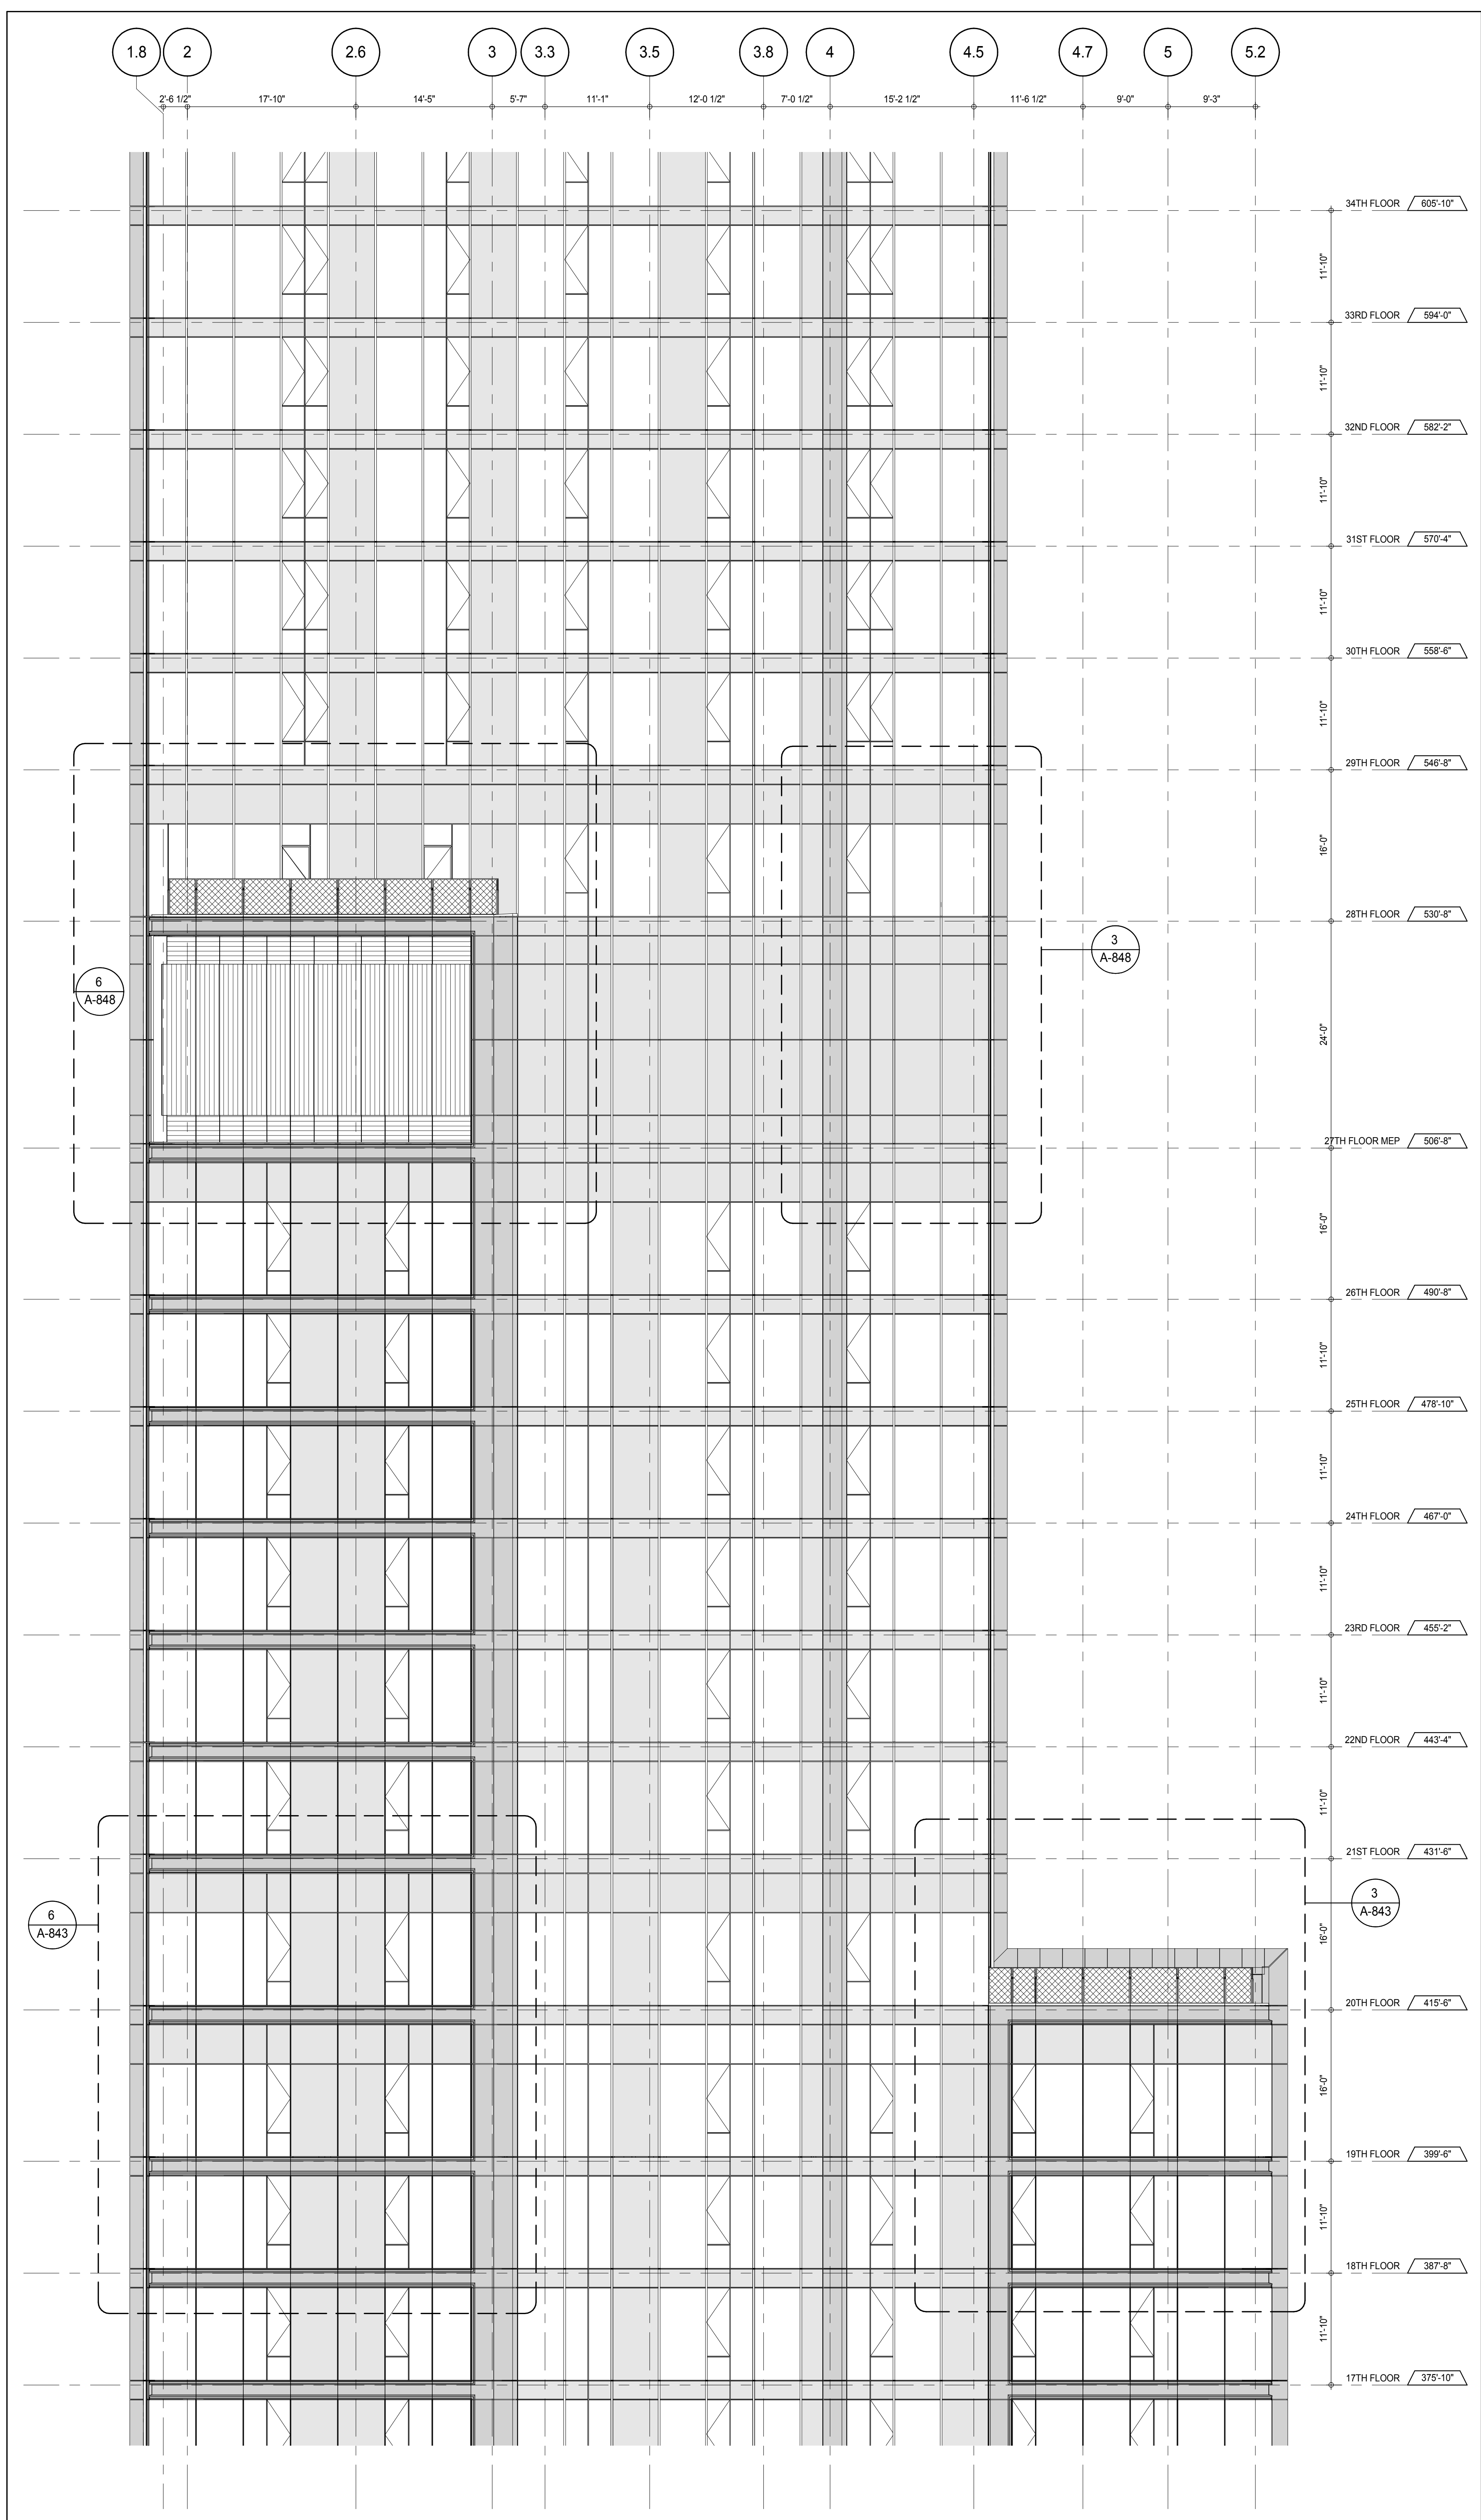 1.8 2 2.6 3 3.3 3.5 3.8 4 4.5 4.7 5 5.2
2'-6 1/2" 17'-10" 14'-5" 5'-7" 11'-1" 12'-0 1/2" 7'-0 1/2" 15'-2 1/2" 11'-6 1/2" 9'-0" 9'-3"
34TH FLOOR 605'-10"
11'-10"
33RD FLOOR 594'-0"
11'-10"
32ND FLOOR 582'-2"
11'-10"
31ST FLOOR 570'-4"
11'-10"
30TH FLOOR 558'-6"
11'-10"
29TH FLOOR 546'-8"
16'-0"
28TH FLOOR 530'-8"
3
A-848
6
A-848
24'-0"
27TH FLOOR MEP 506'-8"
16'-0"
26TH FLOOR 490'-8"
11'-10"
25TH FLOOR 478'-10"
11'-10"
24TH FLOOR 467'-0"
11'-10"
23RD FLOOR 455'-2"
11'-10"
22ND FLOOR 443'-4"
11'-10"
21ST FLOOR 431'-6"
3
A-843
6
A-843
16'-0"
20TH FLOOR 415'-6"
16'-0"
19TH FLOOR 399'-6"
11'-10"
18TH FLOOR 387'-8"
11'-10"
17TH FLOOR 375'-10"